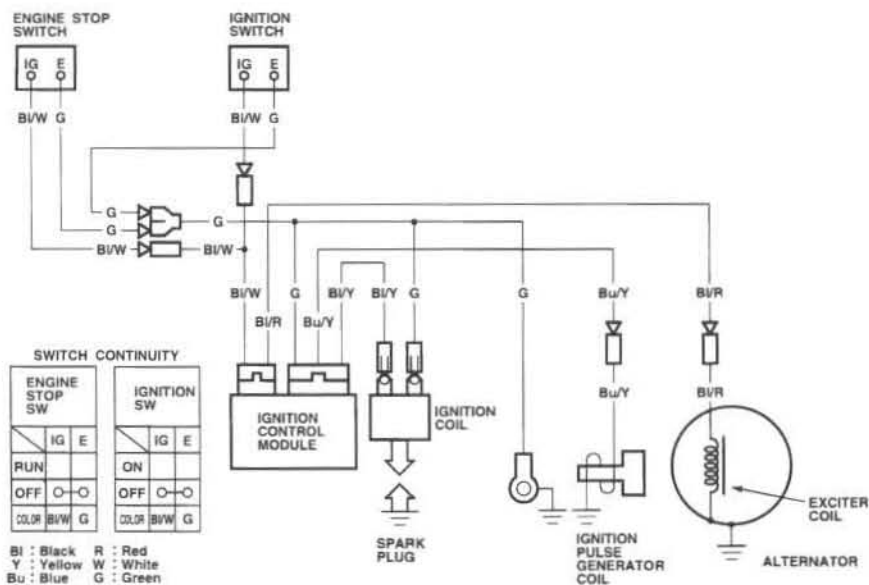 ENGINE STOP
SWITCH
IGNITION
SWITCH
IG E
IG E
Bl/W G
Bl/W G
G
G
G
Bl/W
Bl/W
Bl/W
Bl/R
G
Bu/Y
Bl/Y
Bl/Y
G
G
Bu/Y
Bl/R
Bu/Y
Bl/R
IGNITION
CONTROL
MODULE
IGNITION
COIL
SPARK
PLUG
IGNITION
PULSE
GENERATOR
COIL
EXCITER
COIL
ALTERNATOR
SWITCH CONTINUITY
ENGINE
STOP
SW
IG E
RUN
OFF
COLOR Bl/W G
IGNITION
SW
IG E
ON
OFF
COLOR Bl/W G
Bl : Black R : Red
Y : Yellow W : White
Bu : Blue G : Green